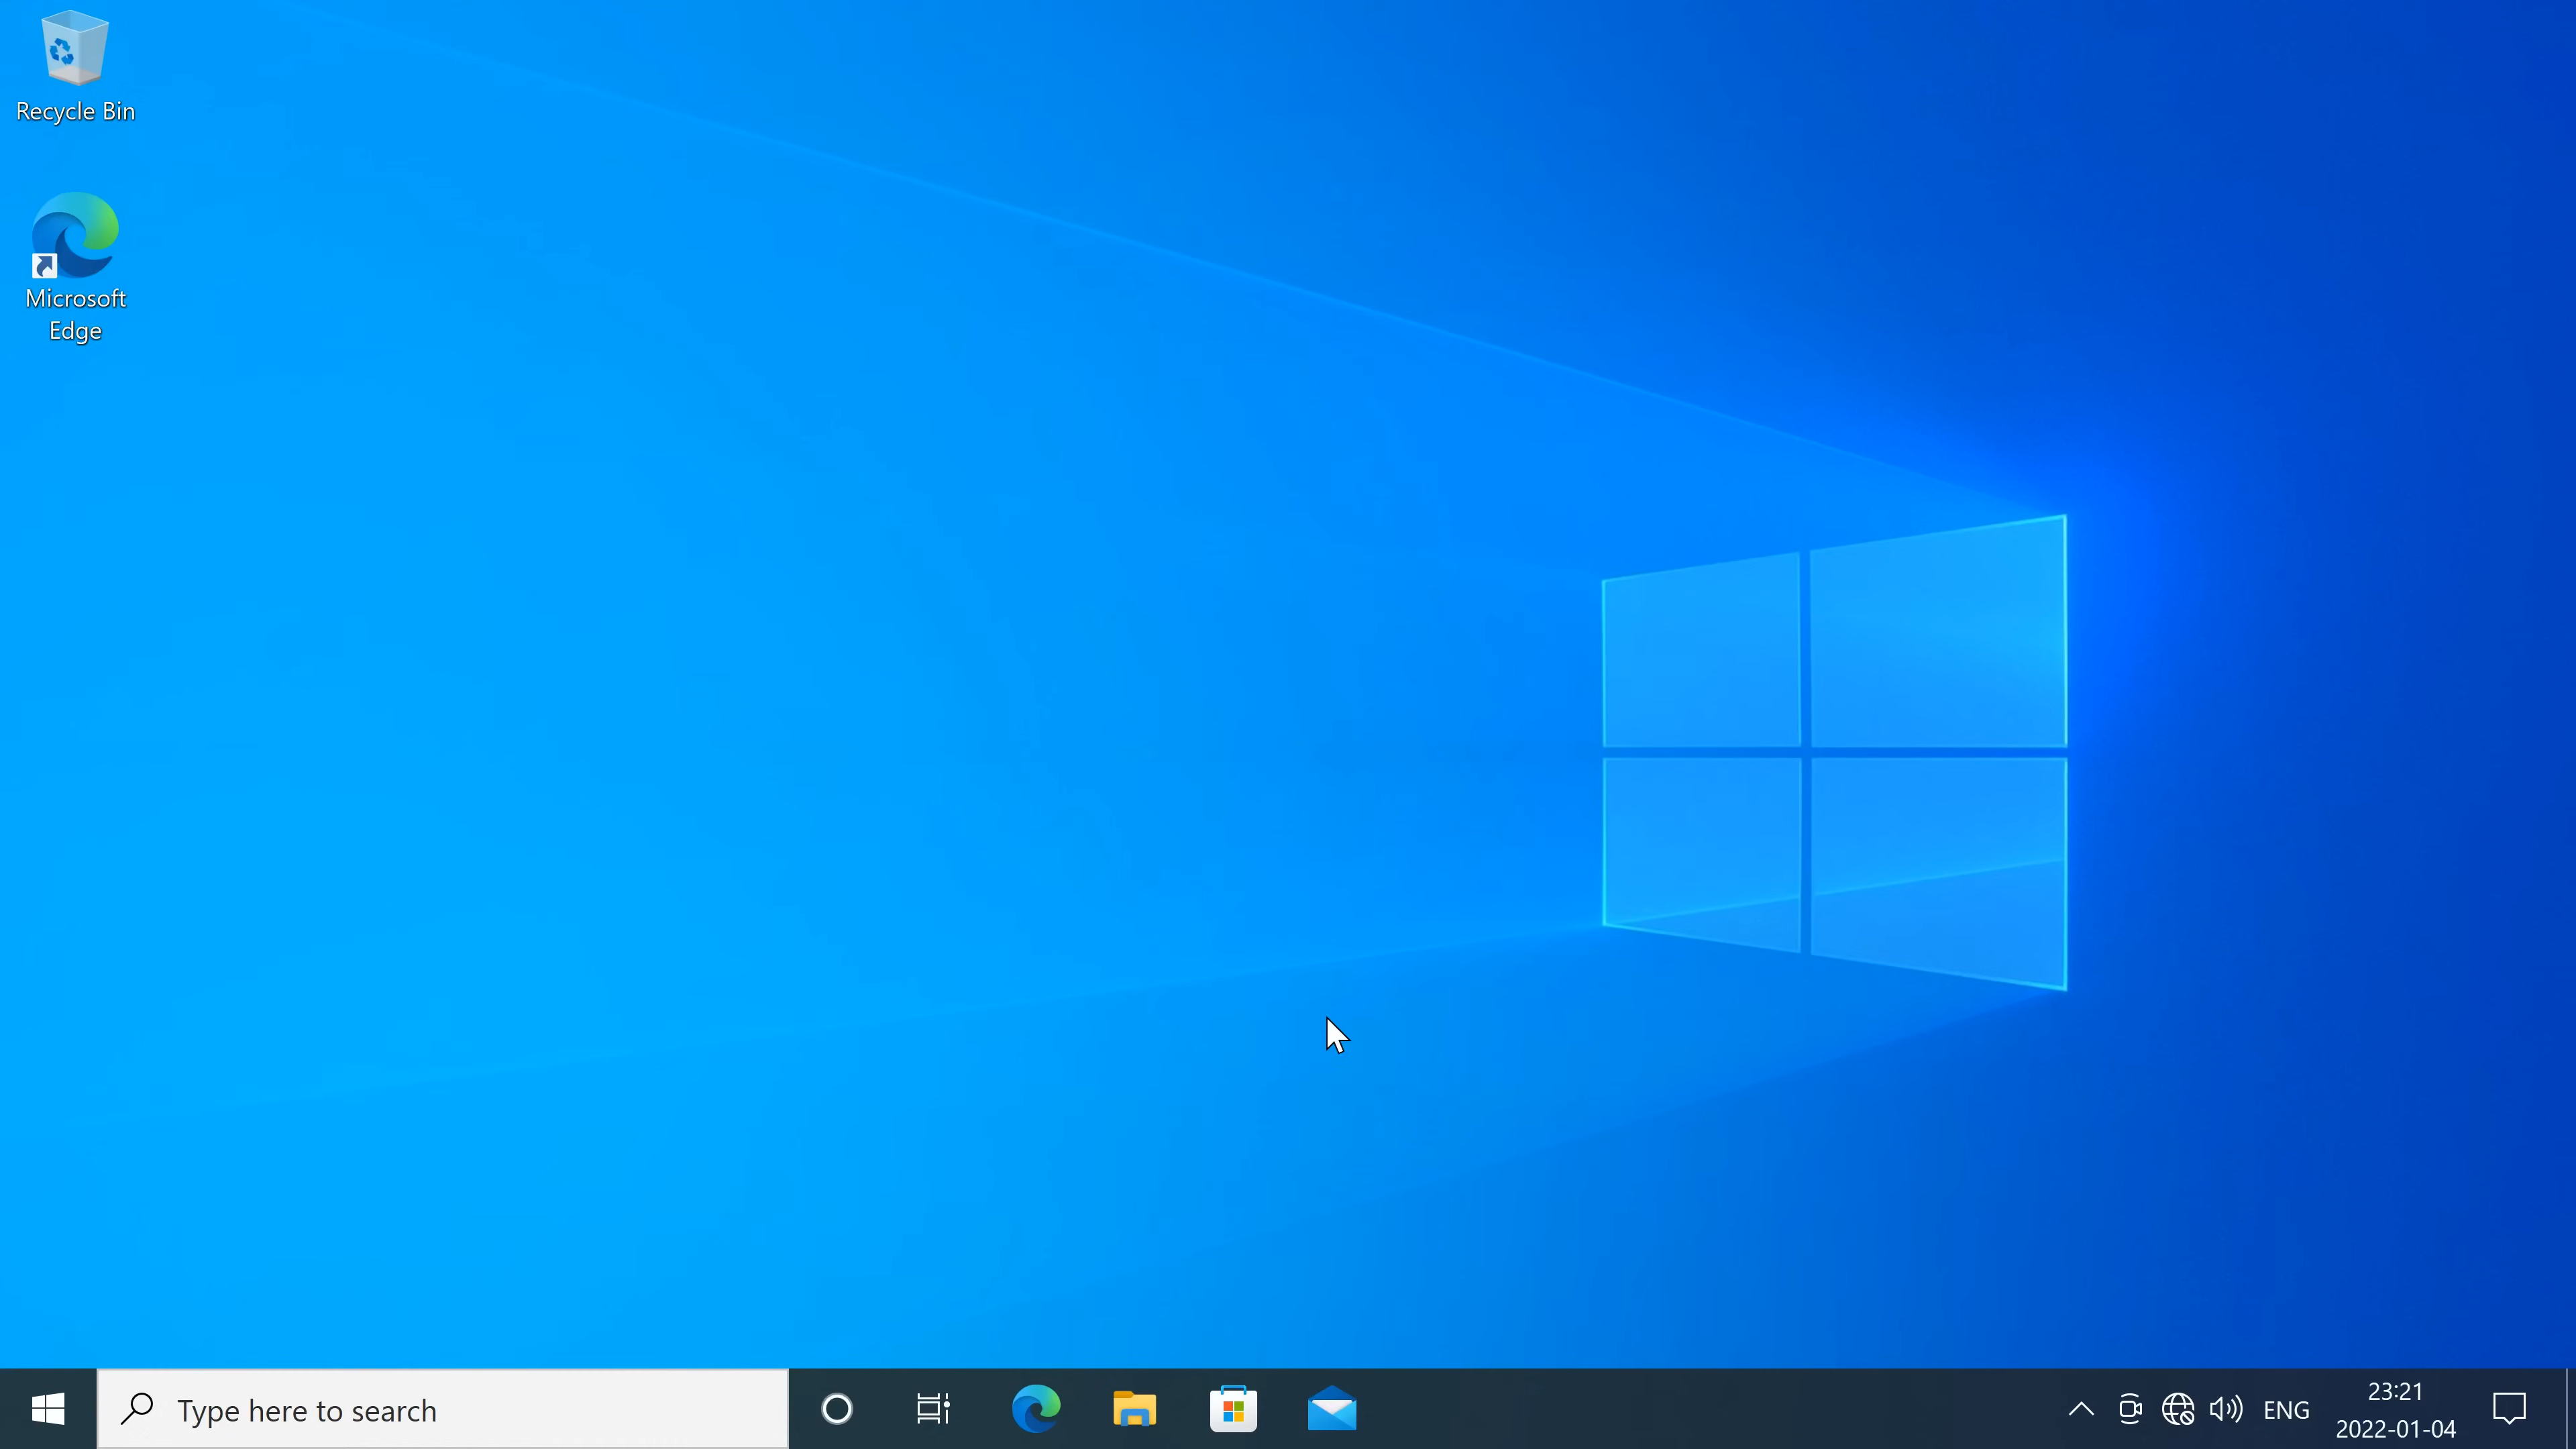 Recycle Bin
Microsoft
Edge
Type here to search
ENG
23:21
2022-01-04